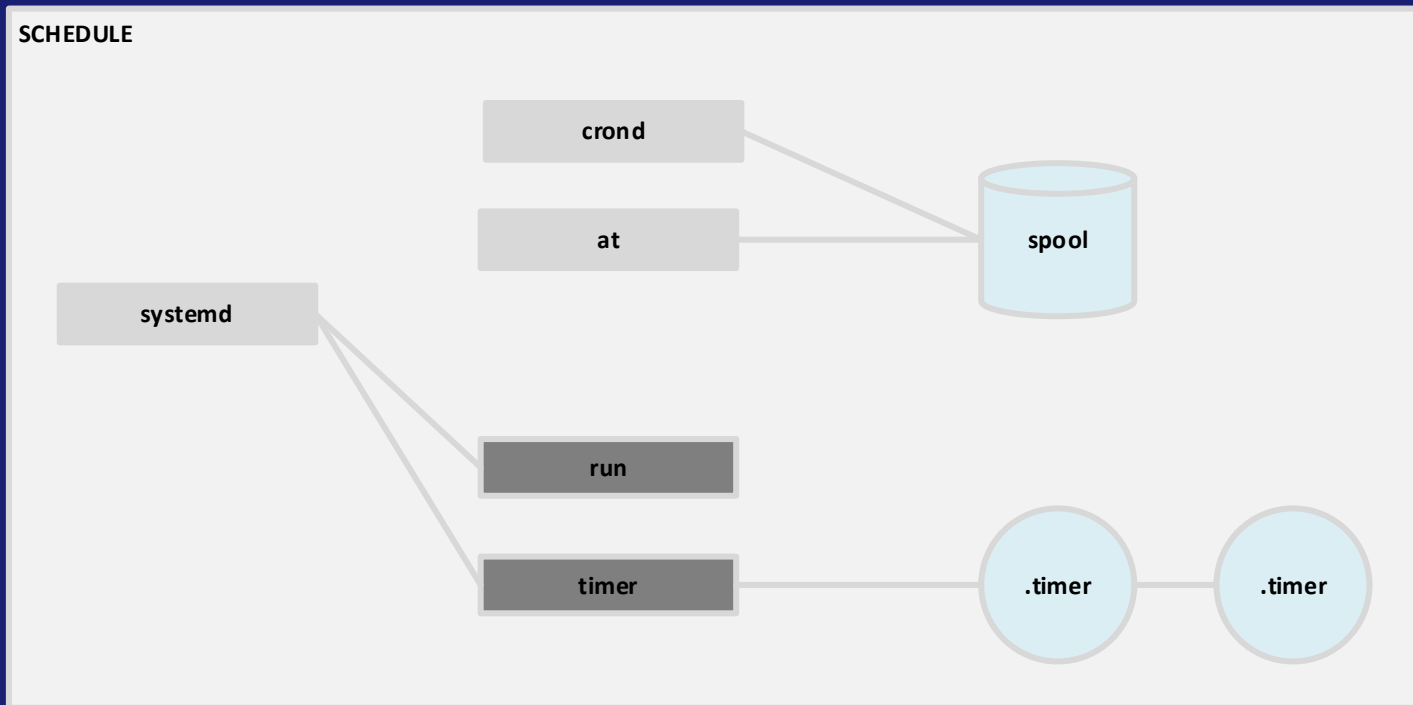 SCHEDULE
crond
at
spool
systemd
run
timer
.timer
.timer